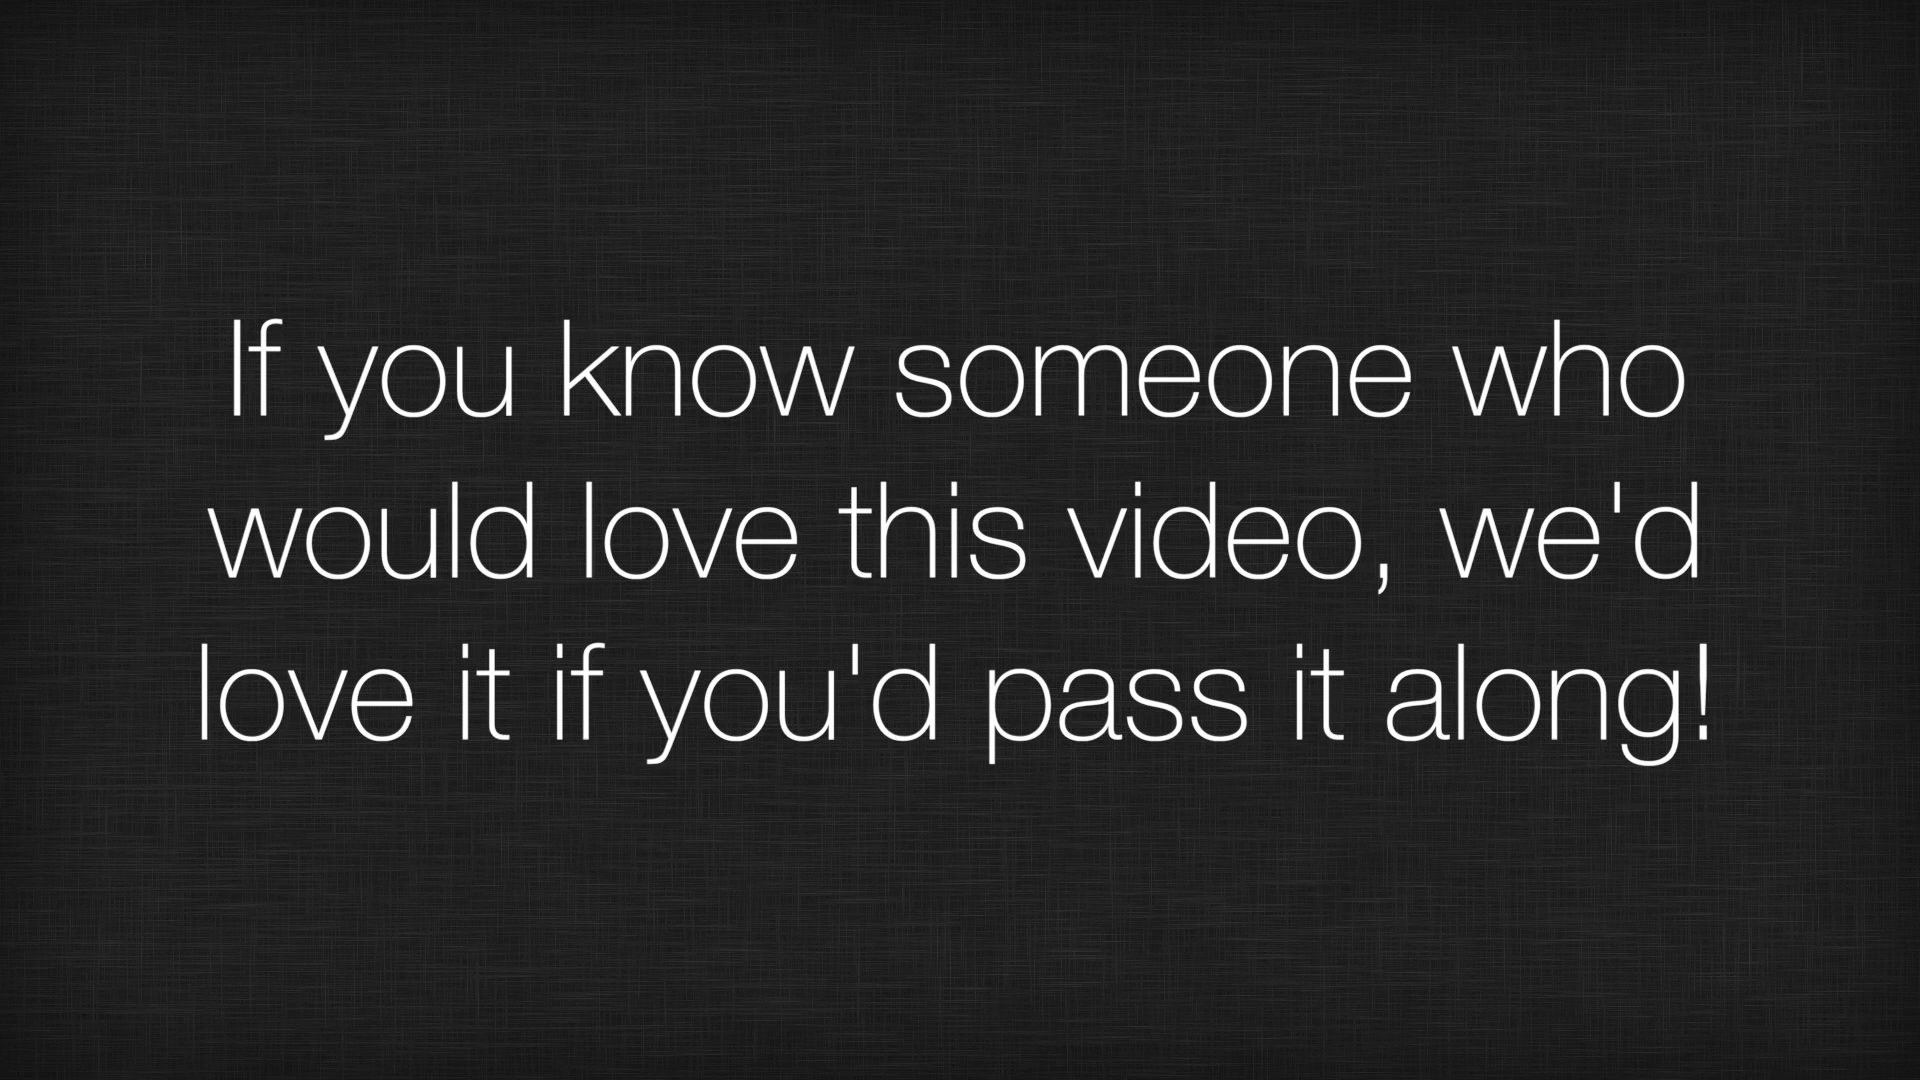 If you know someone who
would love this video, we'd
love it if you'd pass it along!